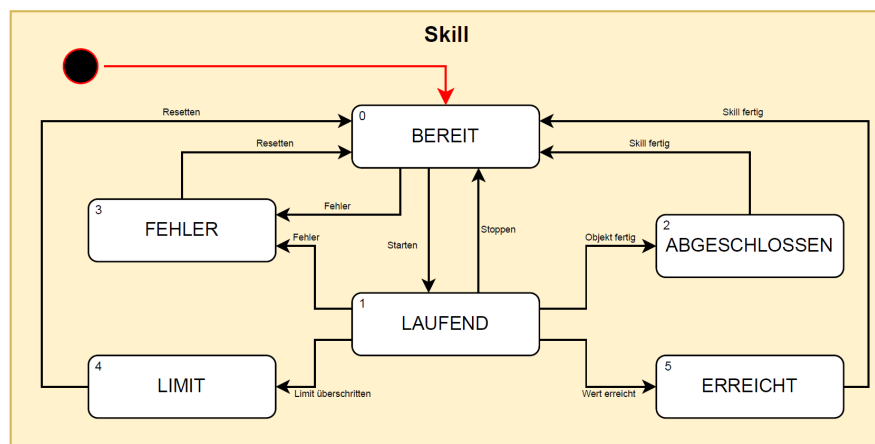 Skill
Resetten
Skill fertig
0
BEREIT
Resetten
Skill fertig
3
FEHLER
Fehler
Stoppen
2
ABGESCHLOSSEN
Fehler
Starten
Objekt fertig
1
LAUFEND
4
LIMIT
5
ERREICHT
Limit überschritten
Wert erreicht